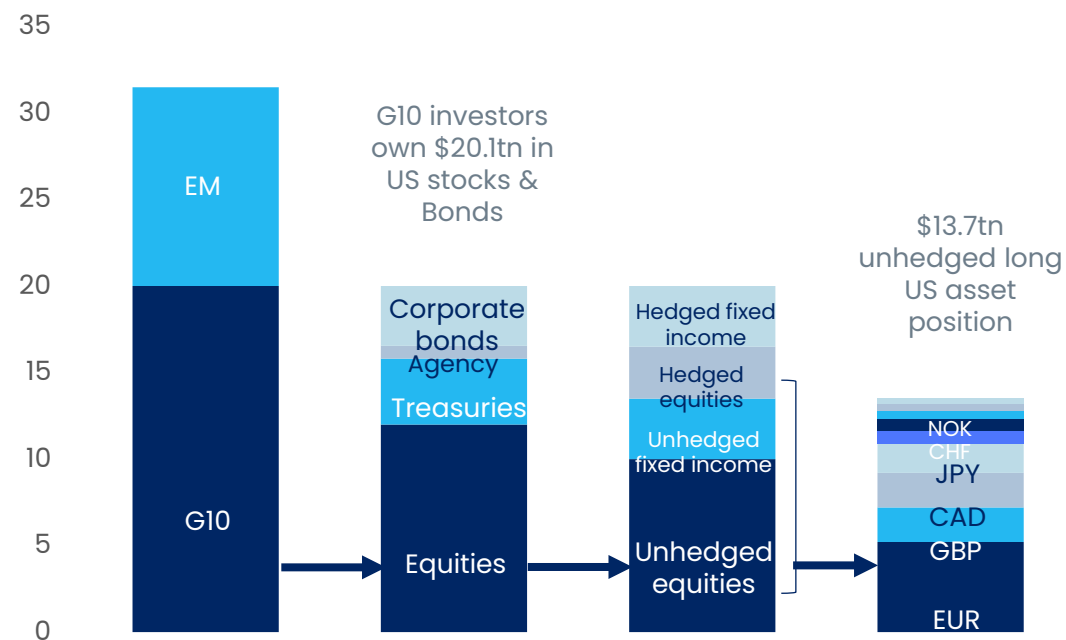 35
30
25
20
15
10
5
0
EM
G10
G10 investors
own $20.1tn in
US stocks &
Bonds
Corporate
bonds
Agency
Treasuries
Equities
Hedged fixed
income
Hedged
equities
Unhedged
fixed income
Unhedged
equities
$13.7tn
unhedged long
US asset
position
NOK
CHF
JPY
CAD
GBP
EUR